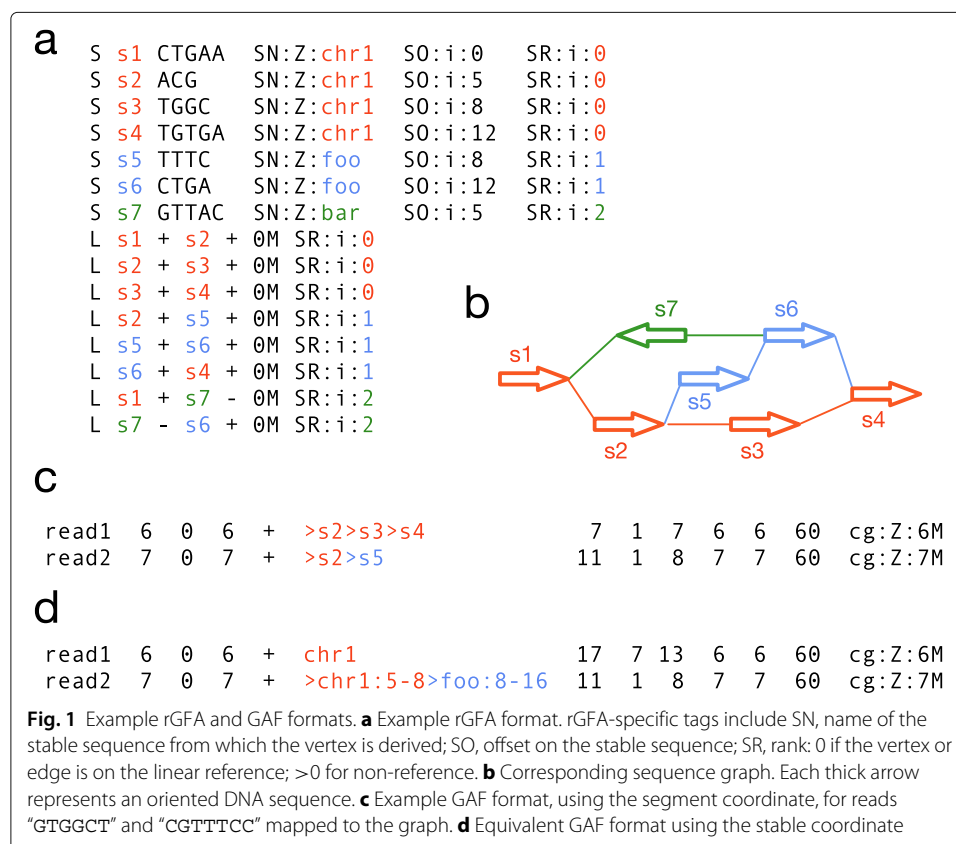 a
S s1 CTGAA SN:Z:chr1 SO:i:0 SR:i:0
S s2 ACG SN:Z:chr1 SO:i:5 SR:i:0
S s3 TGGC SN:Z:chr1 SO:i:8 SR:i:0
S s4 TGTGA SN:Z:chr1 SO:i:12 SR:i:0
S s5 TTTC SN:Z:foo SO:i:8 SR:i:1
S s6 CTGA SN:Z:foo SO:i:12 SR:i:1
S s7 GTTAC SN:Z:bar SO:i:5 SR:i:2
L s1 + s2 + 0M SR:i:0
L s2 + s3 + 0M SR:i:0
L s3 + s4 + 0M SR:i:0
L s2 + s5 + 0M SR:i:1
L s5 + s6 + 0M SR:i:1
L s6 + s4 + 0M SR:i:1
L s1 + s7 - 0M SR:i:2
L s7 - s6 + 0M SR:i:2
b
s7
s6
s1
s5
s4
s2
s3
c
read1 6 0 6 + >s2>s3>s4 7 1 7 6 6 60 cg:Z:6M
read2 7 0 7 + >s2>s5 11 1 8 7 7 60 cg:Z:7M
d
read1 6 0 6 + chr1 17 7 13 6 6 60 cg:Z:6M
read2 7 0 7 + >chr1:5-8>foo:8-16 11 1 8 7 7 60 cg:Z:7M
Fig. 1 Example rGFA and GAF formats. a Example rGFA format. rGFA-specific tags include SN, name of the
stable sequence from which the vertex is derived; SO, offset on the stable sequence; SR, rank: 0 if the vertex or
edge is on the linear reference; >0 for non-reference. b Corresponding sequence graph. Each thick arrow
represents an oriented DNA sequence. c Example GAF format, using the segment coordinate, for reads
“GTGGCT” and “CGTTTCC” mapped to the graph. d Equivalent GAF format using the stable coordinate